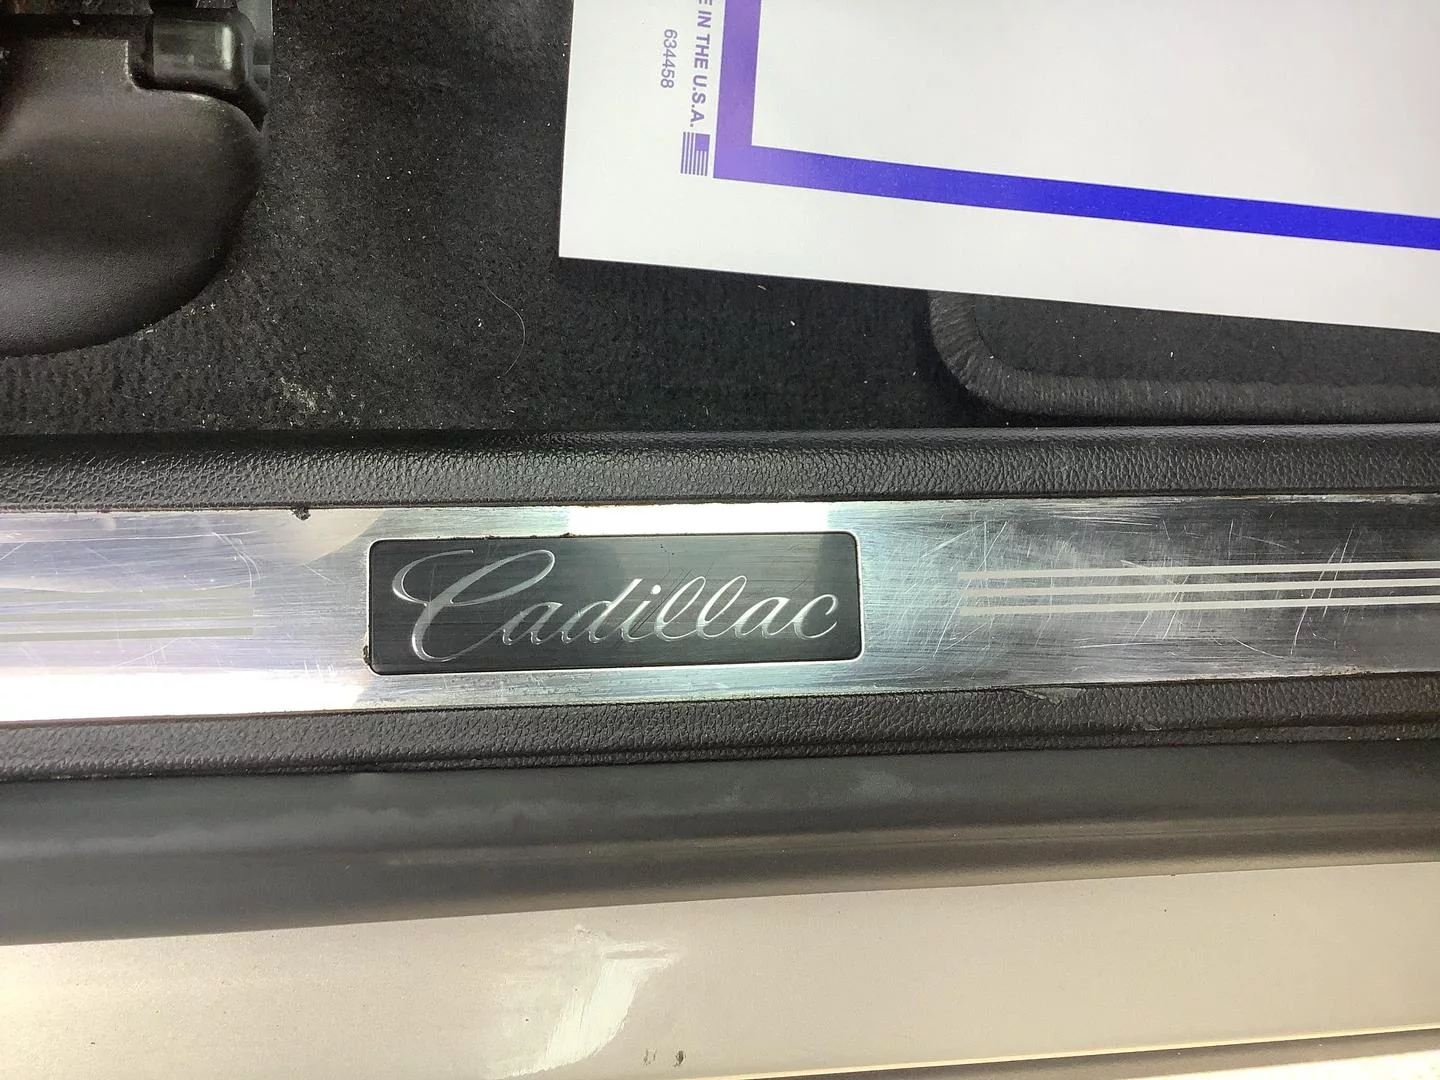 E IN THE U.S.A.
634458
Cadillac